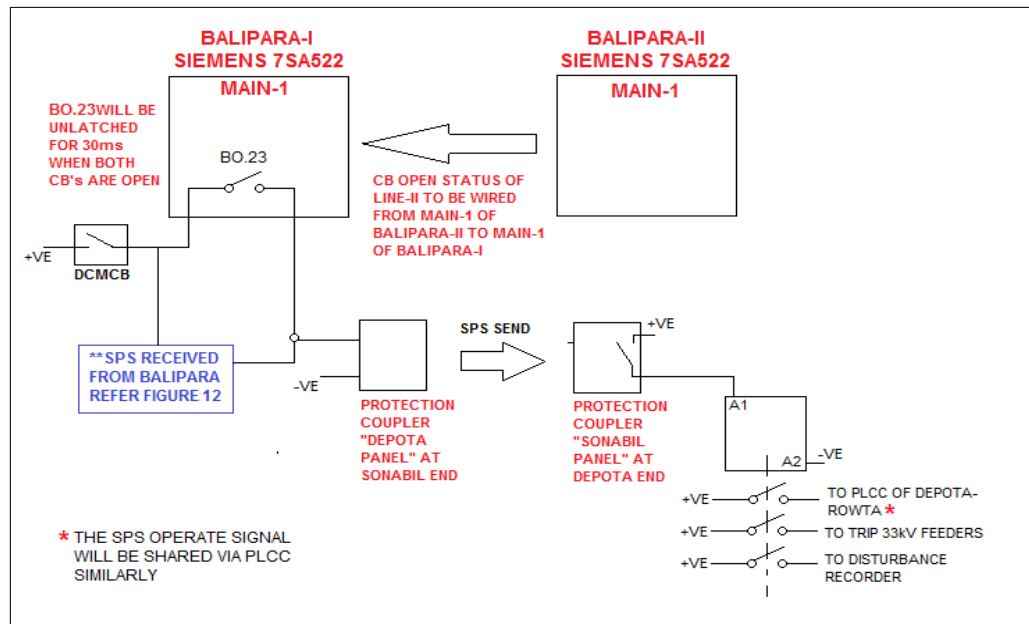 BALIPARA-I
SIEMENS 7SA522
MAIN-1
BALIPARA-II
SIEMENS 7SA522
MAIN-1
BO.23WILL BE
UNLATCHED
FOR 30ms
WHEN BOTH
CB's ARE OPEN
BO.23
CB OPEN STATUS OF
LINE-II TO BE WIRED
FROM MAIN-1 OF
BALIPARA-II TO MAIN-1
OF BALIPARA-I
+VE
DCMCB
**SPS RECEIVED
FROM BALIPARA
REFER FIGURE 12
-VE
PROTECTION
COUPLER
"DEPOTA
PANEL" AT
SONABIL END
SPS SEND
+VE
PROTECTION
COUPLER
"SONABIL
PANEL" AT
DEPOTA END
A1
A2
-VE
+VE
TO PLCC OF DEPOTA-
ROWTA *
+VE
TO TRIP 33kV FEEDERS
+VE
TO DISTURBANCE
RECORDER
* THE SPS OPERATE SIGNAL
WILL BE SHARED VIA PLCC
SIMILARLY